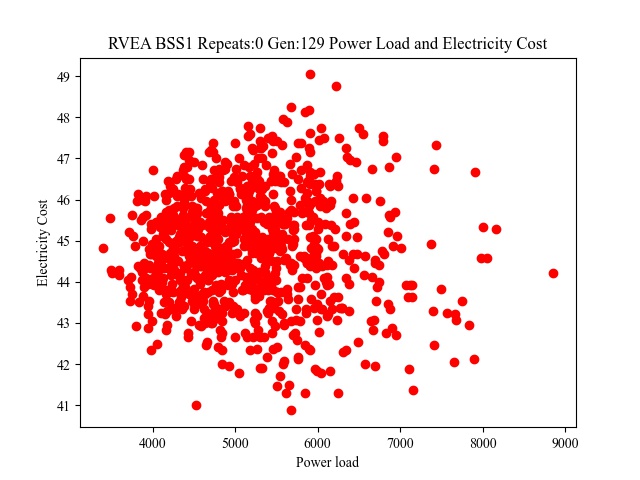 RVEA BSS1 Repeats:0 Gen:129 Power Load and Electricity Cost
49
48
47
46
45
44
43
42
41
Electricity Cost
4000 5000 6000 7000 8000 9000
Power load